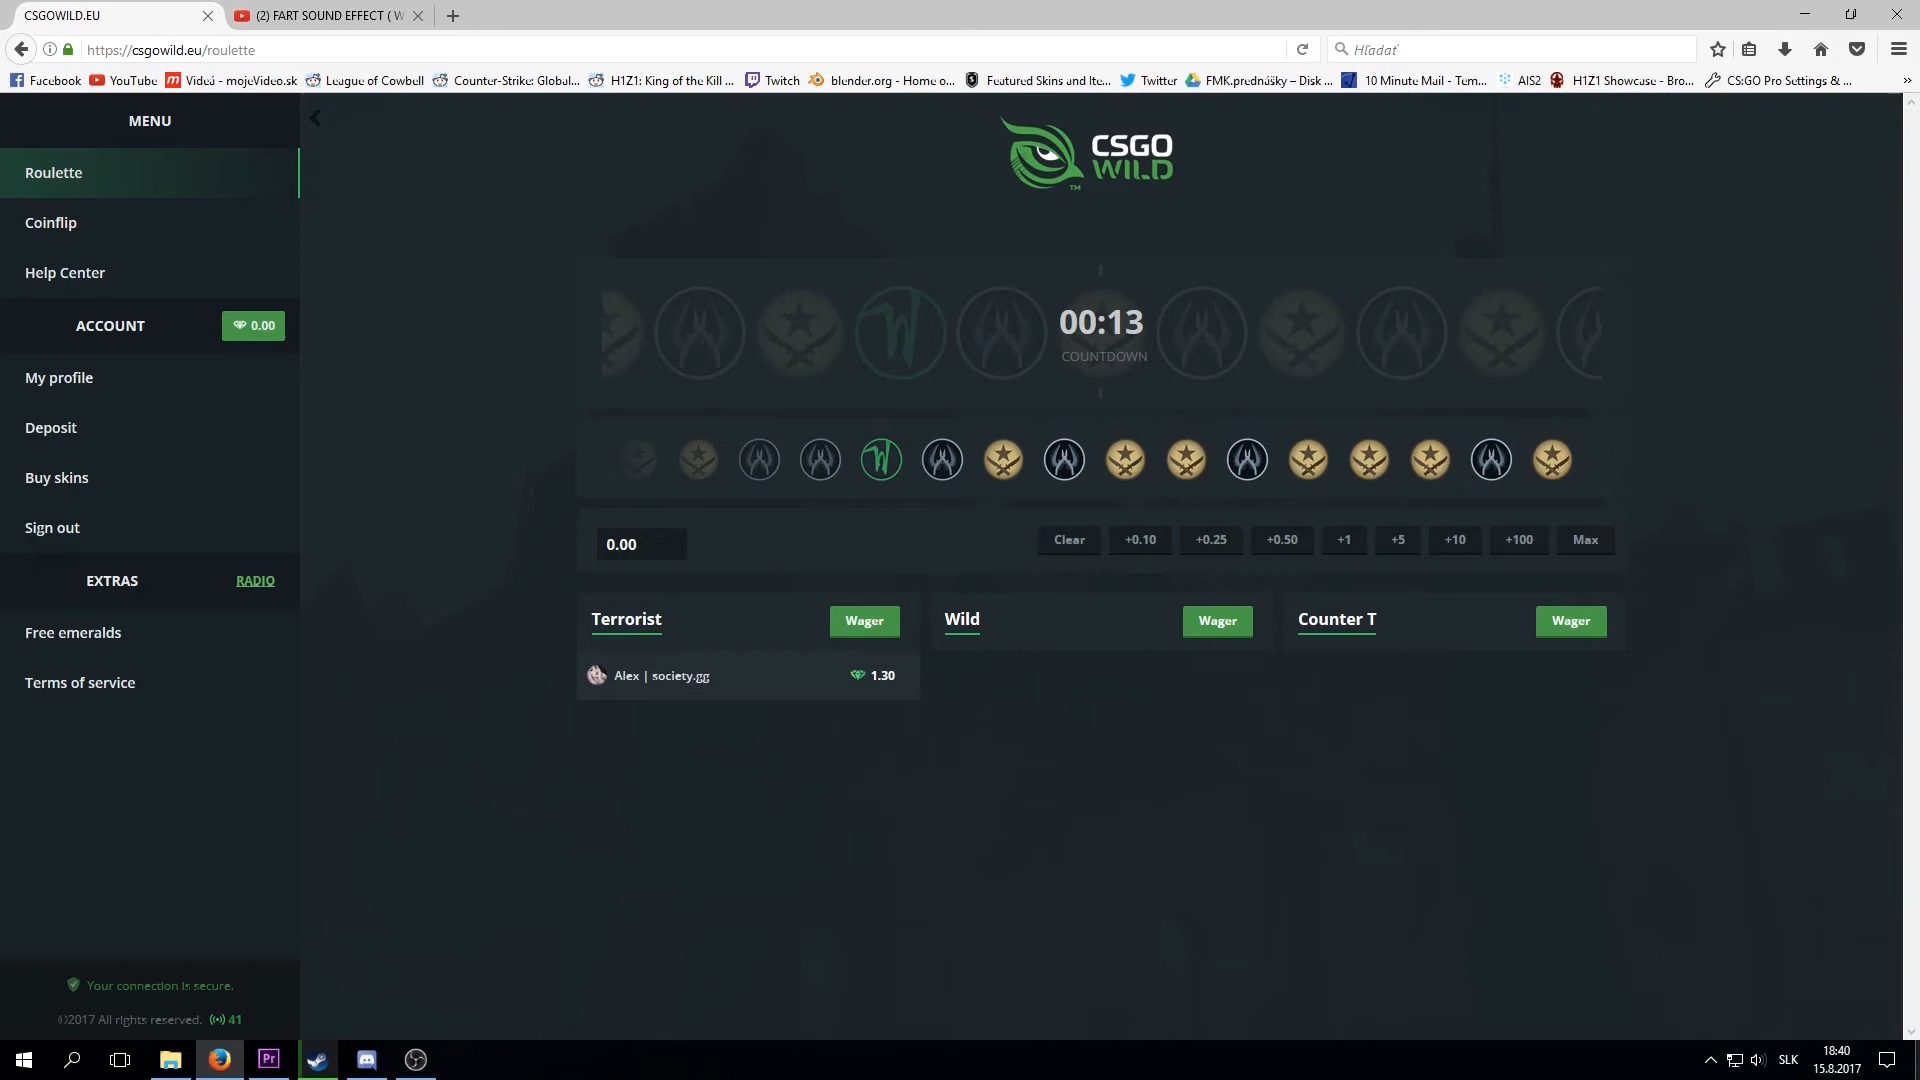 CSGOWILD.EU
(2) FART SOUND EFFECT ( W
https://csgowild.eu/roulette
Hľadať
Facebook YouTube Videá - mojeVideo.sk League of Cowbell Counter-Strike: Global... H1Z1: King of the Kill ... Twitch blender.org - Home o... Featured Skins and Ite... Twitter FMK.prednášky – Disk ... 10 Minute Mail - Tem... AIS2 H1Z1 Showcase - Bro... CS:GO Pro Settings & ...
MENU
Roulette
Coinflip
Help Center
ACCOUNT 0.00
My profile
Deposit
Buy skins
Sign out
EXTRAS RADIO
Free emeralds
Terms of service
Your connection is secure.
©2017 All rights reserved. 41
CSGO
WILD
TM
00:13
COUNTDOWN
0.00 Clear +0.10 +0.25 +0.50 +1 +5 +10 +100 Max
Terrorist Wager Wild Wager Counter T Wager
Alex | society.gg 1.30
Pr
SLK
18:40
15.8.2017